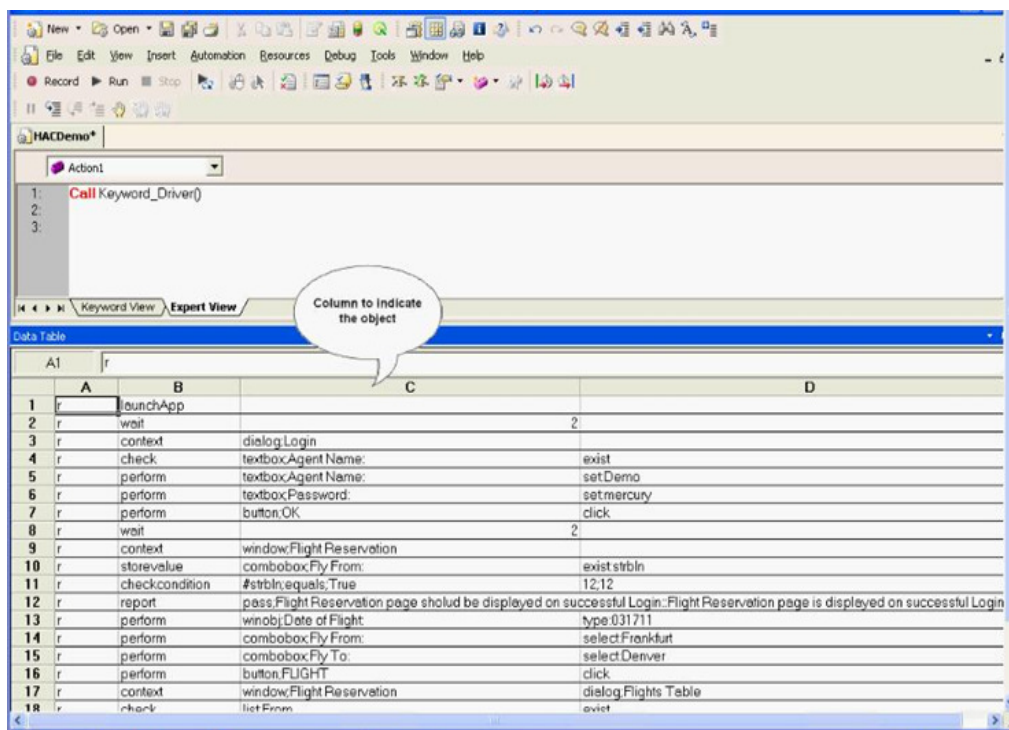 New Open
File Edit View Insert Automation Resources Debug Tools Window Help
Record Run Stop
HACDemo*
Action1
1: Call Keyword_Driver()
2:
3:
Keyword View Expert View
Column to indicate
the object
Data Table
A1 r
A B C D
1 r launchApp
2 r wait 2
3 r context dialog;Login
4 r check textbox;Agent Name: exist
5 r perform textbox;Agent Name: set:Demo
6 r perform textbox;Password: set:mercury
7 r perform button;OK click
8 r wait 2
9 r context window;Flight Reservation
10 r storevalue combobox;Fly From: exist:strbln
11 r checkcondition #strbln;equals;True 12;12
12 r report pass;Flight Reservation page sholud be displayed on successful Login::Flight Reservation page is displayed on successful Login
13 r perform winobj;Date of Flight: type:031711
14 r perform combobox;Fly From: select:Frankfurt
15 r perform combobox;Fly To: select:Denver
16 r perform button;FLIGHT click
17 r context window;Flight Reservation dialog;Flights Table
18 r check list;From exist